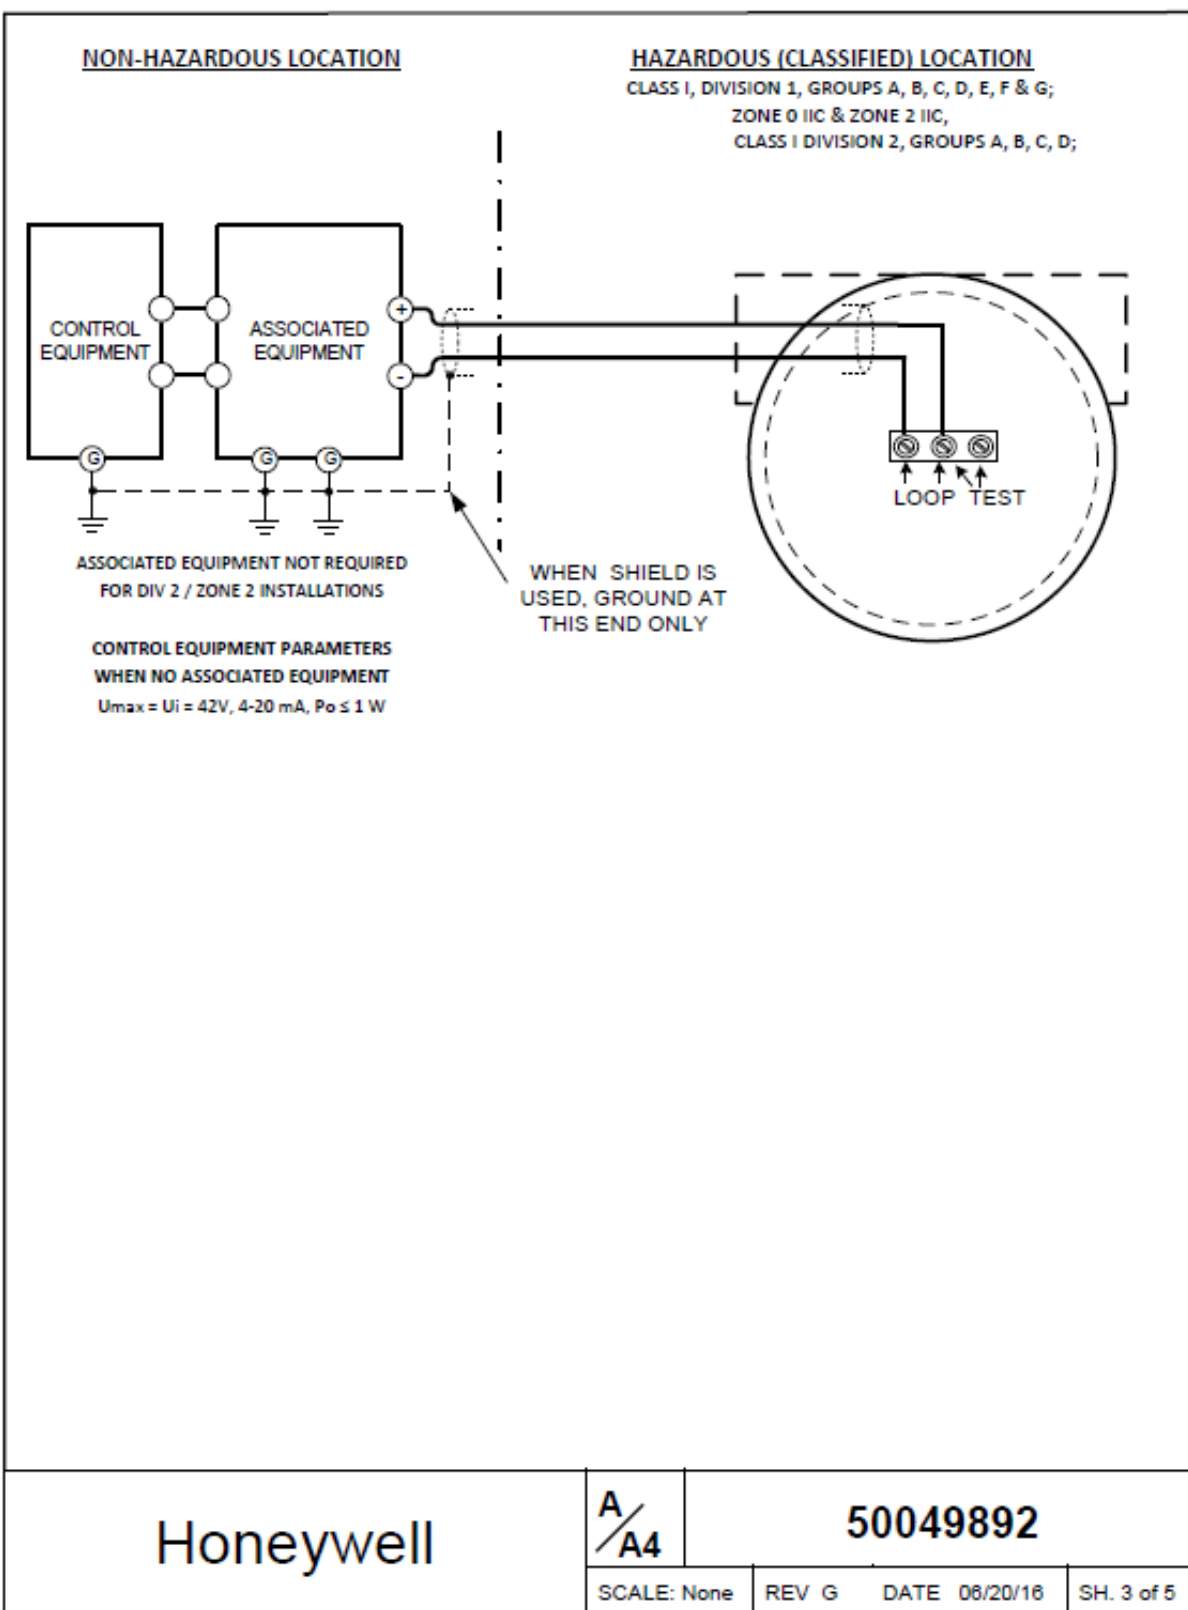 NON-HAZARDOUS LOCATION
HAZARDOUS (CLASSIFIED) LOCATION
CLASS I, DIVISION 1, GROUPS A, B, C, D, E, F & G;
ZONE 0 IIC & ZONE 2 IIC,
CLASS I DIVISION 2, GROUPS A, B, C, D;
CONTROL
EQUIPMENT
ASSOCIATED
EQUIPMENT
+
-
G
G
G
LOOP TEST
ASSOCIATED EQUIPMENT NOT REQUIRED
FOR DIV 2 / ZONE 2 INSTALLATIONS
WHEN SHIELD IS
USED, GROUND AT
THIS END ONLY
CONTROL EQUIPMENT PARAMETERS
WHEN NO ASSOCIATED EQUIPMENT
Umax = Ui = 42V, 4-20 mA, Po ≤ 1 W
Honeywell
A/A4
50049892
SCALE: None
REV G
DATE 06/20/16
SH. 3 of 5